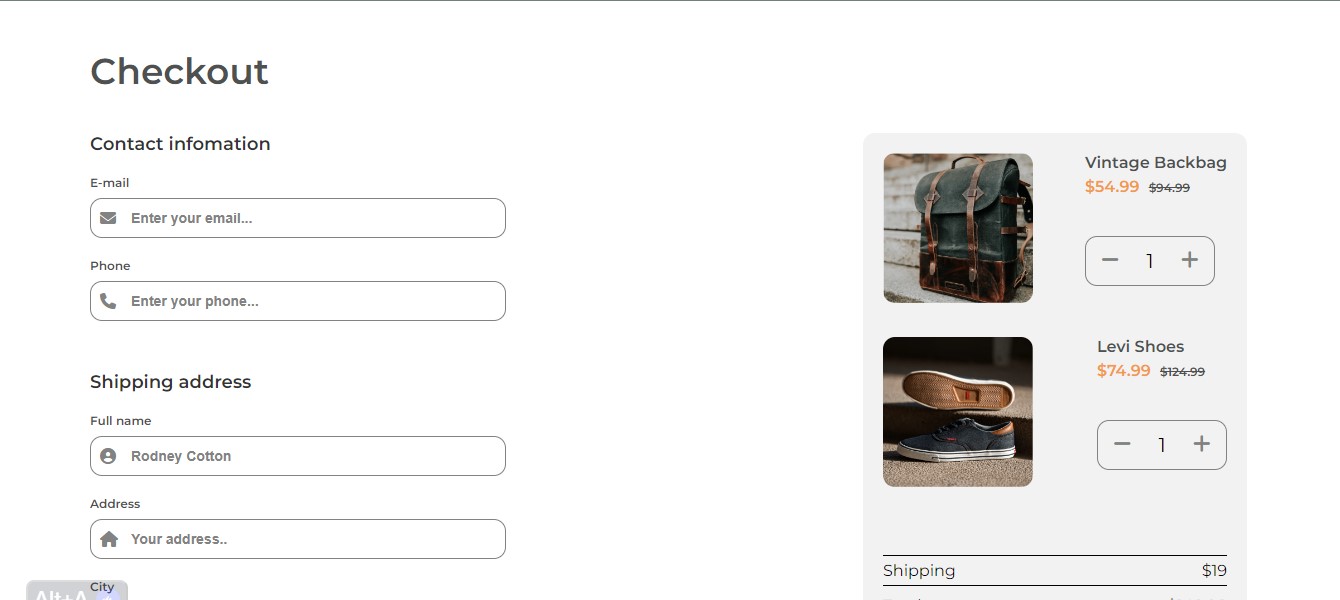 Checkout
Contact infomation
E-mail
Enter your email...
Phone
Enter your phone...
Shipping address
Full name
Rodney Cotton
Address
Your address..
City
Alt+A
Vintage Backbag
$54.99 $94.99
1
Levi Shoes
$74.99 $124.99
1
Shipping $19